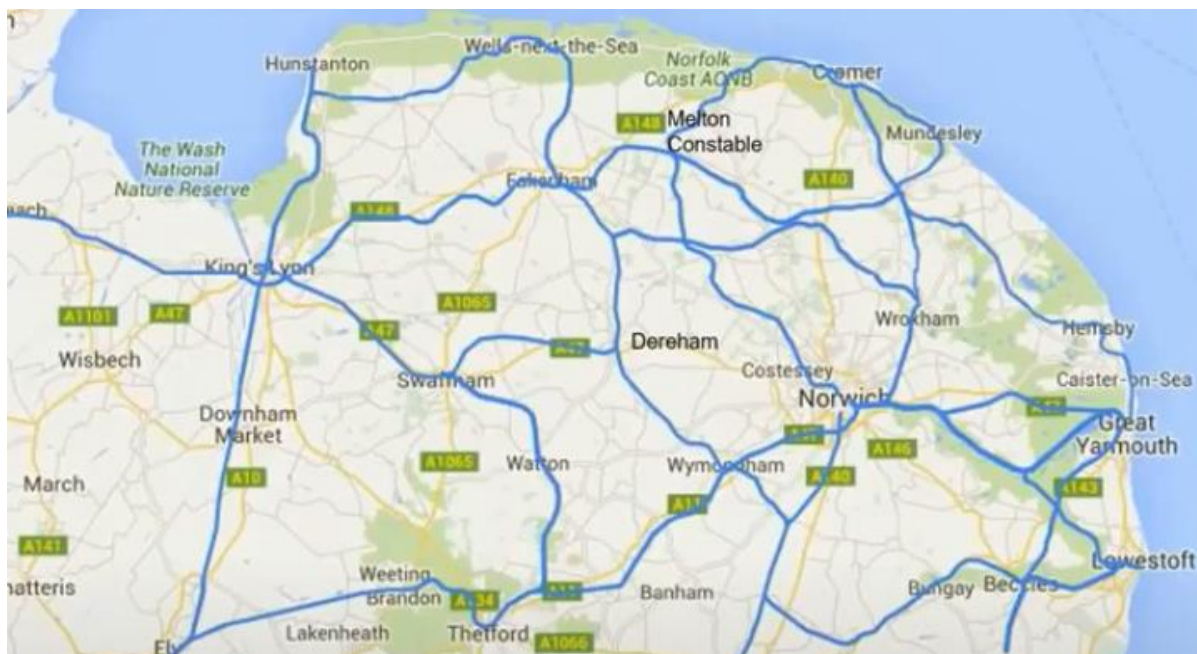 Hunstanton
Wells-next-the-Sea
Norfolk
Coast AONB
Cromer
A148
Melton
Constable
Mundesley
The Wash
National
Nature Reserve
Fakenham
A140
A148
King's Lynn
A1101
A47
A1065
A47
Wroxham
Hemsby
Wisbech
Dereham
A47
Swaffham
Costessey
Caister-on-Sea
Norwich
A47
Downham
Market
Great
Yarmouth
A10
A1065
Watton
Wymondham
A47
A146
March
A140
A143
A11
A141
Weeting
Brandon
A134
A11
Banham
Bungay
Beccles
Lowestoft
Ely
Lakenheath
Thetford
A1066